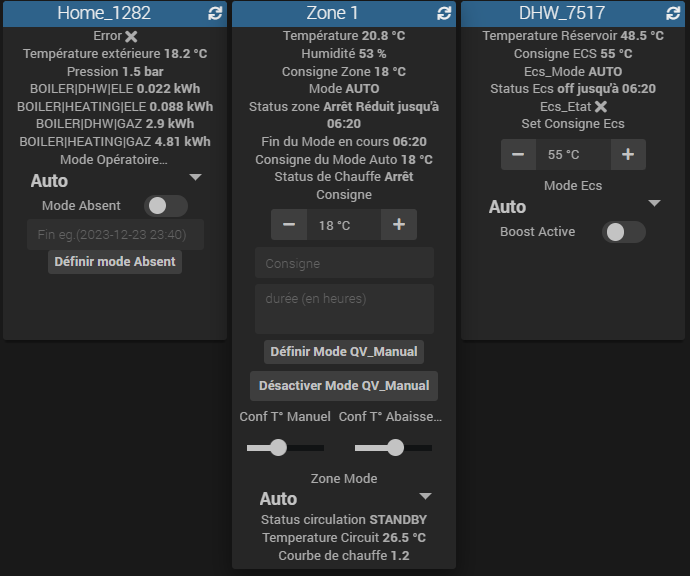 Home_1282
Error
Température extérieure 18.2 °C
Pression 1.5 bar
BOILER|DHW|ELE 0.022 kWh
BOILER|HEATING|ELE 0.088 kWh
BOILER|DHW|GAZ 2.9 kWh
BOILER|HEATING|GAZ 4.81 kWh
Mode Opératoire...
Auto
Mode Absent
Fin eg.(2023-12-23 23:40)
Définir mode Absent
Zone 1
Température 20.8 °C
Humidité 53 %
Consigne Zone 18 °C
Mode AUTO
Status zone Arrêt Réduit jusqu'à
06:20
Fin du Mode en cours 06:20
Consigne du Mode Auto 18 °C
Status de Chauffe Arrêt
Consigne
− 18 °C +
Consigne
durée (en heures)
Définir Mode QV_Manual
Désactiver Mode QV_Manual
Conf T° Manuel Conf T° Abaisse...
Zone Mode
Auto
Status circulation STANDBY
Temperature Circuit 26.5 °C
Courbe de chauffe 1.2
DHW_7517
Temperature Réservoir 48.5 °C
Consigne ECS 55 °C
Ecs_Mode AUTO
Status Ecs off jusqu'à 06:20
Ecs_Etat
Set Consigne Ecs
− 55 °C +
Mode Ecs
Auto
Boost Active